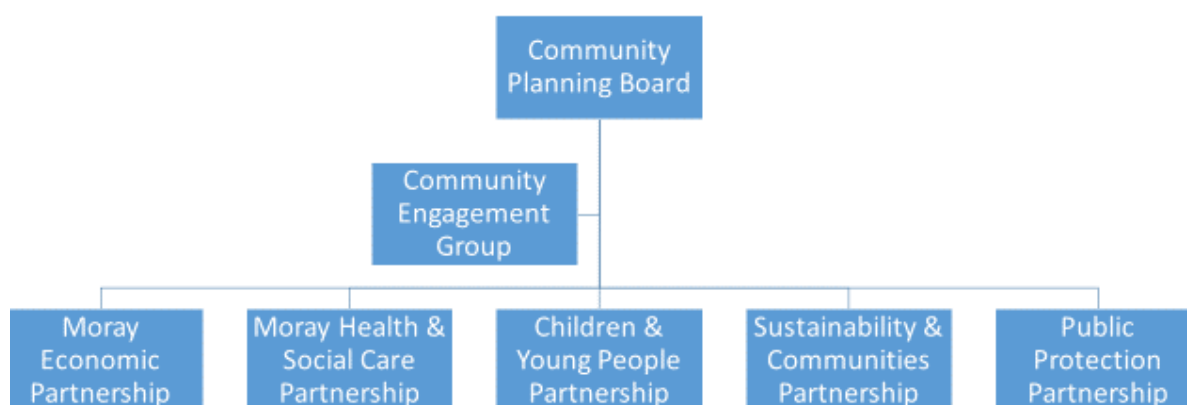 Community
Planning Board
Community
Engagement
Group
Moray
Economic
Partnership
Moray Health &
Social Care
Partnership
Children &
Young People
Partnership
Sustainability &
Communities
Partnership
Public
Protection
Partnership